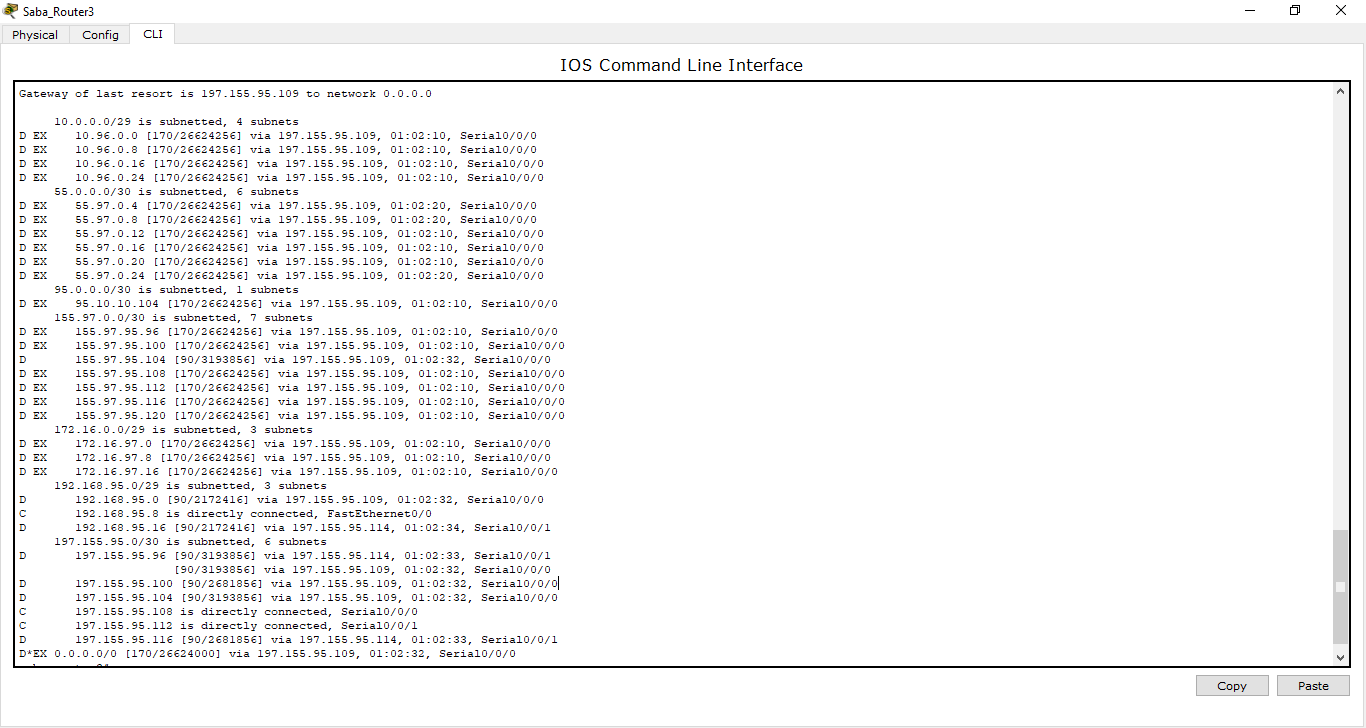 Saba_Router3
Physical Config CLI
IOS Command Line Interface
Gateway of last resort is 197.155.95.109 to network 0.0.0.0
10.0.0.0/29 is subnetted, 4 subnets
D EX 10.96.0.0 [170/26624256] via 197.155.95.109, 01:02:10, Serial0/0/0
D EX 10.96.0.8 [170/26624256] via 197.155.95.109, 01:02:10, Serial0/0/0
D EX 10.96.0.16 [170/26624256] via 197.155.95.109, 01:02:10, Serial0/0/0
D EX 10.96.0.24 [170/26624256] via 197.155.95.109, 01:02:10, Serial0/0/0
55.0.0.0/30 is subnetted, 6 subnets
D EX 55.97.0.4 [170/26624256] via 197.155.95.109, 01:02:20, Serial0/0/0
D EX 55.97.0.8 [170/26624256] via 197.155.95.109, 01:02:20, Serial0/0/0
D EX 55.97.0.12 [170/26624256] via 197.155.95.109, 01:02:10, Serial0/0/0
D EX 55.97.0.16 [170/26624256] via 197.155.95.109, 01:02:10, Serial0/0/0
D EX 55.97.0.20 [170/26624256] via 197.155.95.109, 01:02:10, Serial0/0/0
D EX 55.97.0.24 [170/26624256] via 197.155.95.109, 01:02:20, Serial0/0/0
95.0.0.0/30 is subnetted, 1 subnets
D EX 95.10.10.104 [170/26624256] via 197.155.95.109, 01:02:10, Serial0/0/0
155.97.0.0/30 is subnetted, 7 subnets
D EX 155.97.95.96 [170/26624256] via 197.155.95.109, 01:02:10, Serial0/0/0
D EX 155.97.95.100 [170/26624256] via 197.155.95.109, 01:02:10, Serial0/0/0
D 155.97.95.104 [90/3193856] via 197.155.95.109, 01:02:32, Serial0/0/0
D EX 155.97.95.108 [170/26624256] via 197.155.95.109, 01:02:10, Serial0/0/0
D EX 155.97.95.112 [170/26624256] via 197.155.95.109, 01:02:10, Serial0/0/0
D EX 155.97.95.116 [170/26624256] via 197.155.95.109, 01:02:10, Serial0/0/0
D EX 155.97.95.120 [170/26624256] via 197.155.95.109, 01:02:10, Serial0/0/0
172.16.0.0/29 is subnetted, 3 subnets
D EX 172.16.97.0 [170/26624256] via 197.155.95.109, 01:02:10, Serial0/0/0
D EX 172.16.97.8 [170/26624256] via 197.155.95.109, 01:02:10, Serial0/0/0
D EX 172.16.97.16 [170/26624256] via 197.155.95.109, 01:02:10, Serial0/0/0
192.168.95.0/29 is subnetted, 3 subnets
D 192.168.95.0 [90/2172416] via 197.155.95.109, 01:02:32, Serial0/0/0
C 192.168.95.8 is directly connected, FastEthernet0/0
D 192.168.95.16 [90/2172416] via 197.155.95.114, 01:02:34, Serial0/0/1
197.155.95.0/30 is subnetted, 6 subnets
D 197.155.95.96 [90/3193856] via 197.155.95.114, 01:02:33, Serial0/0/1
[90/3193856] via 197.155.95.109, 01:02:32, Serial0/0/0
D 197.155.95.100 [90/2681856] via 197.155.95.109, 01:02:32, Serial0/0/0
D 197.155.95.104 [90/3193856] via 197.155.95.109, 01:02:32, Serial0/0/0
C 197.155.95.108 is directly connected, Serial0/0/0
C 197.155.95.112 is directly connected, Serial0/0/1
D 197.155.95.116 [90/2681856] via 197.155.95.114, 01:02:33, Serial0/0/1
D*EX 0.0.0.0/0 [170/26624000] via 197.155.95.109, 01:02:32, Serial0/0/0
Copy Paste